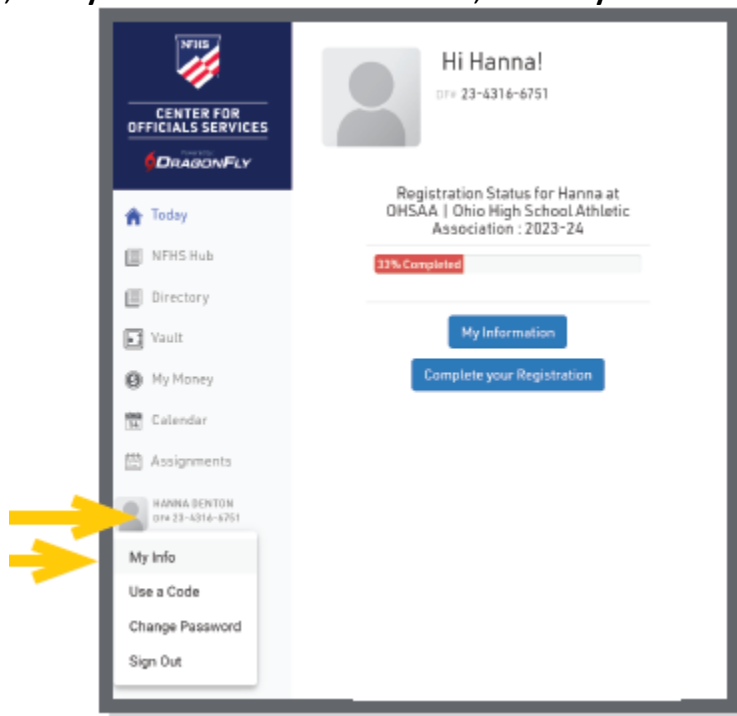 NFHS
CENTER FOR
OFFICIALS SERVICES
DRAGONFLY
Today
NFHS Hub
Directory
Vault
My Money
Calendar
Assignments
HANNA DENTON
DF# 23-4316-6751
My Info
Use a Code
Change Password
Sign Out
Hi Hanna!
DF# 23-4316-6751
Registration Status for Hanna at
OHSAA | Ohio High School Athletic
Association : 2023-24
33% Completed
My Information
Complete your Registration